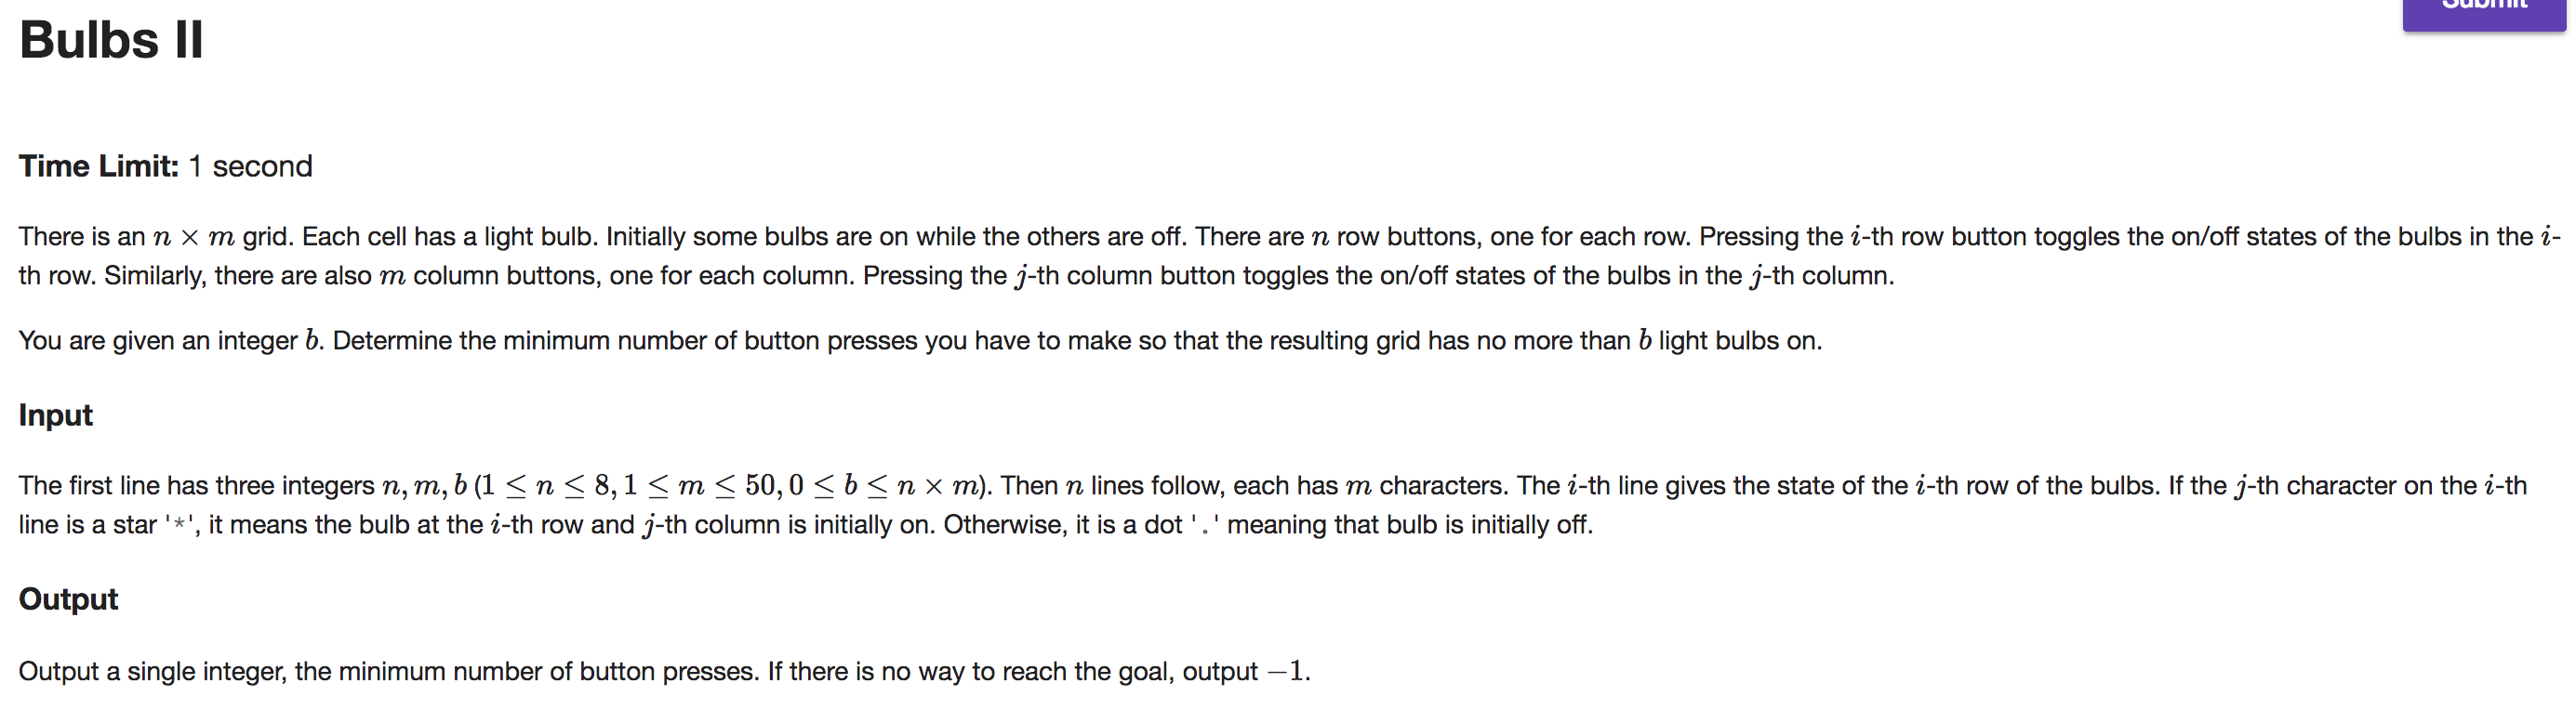 Submit
Bulbs II
Time Limit: 1 second
There is an n × m grid. Each cell has a light bulb. Initially some bulbs are on while the others are off. There are n row buttons, one for each row. Pressing the i-th row button toggles the on/off states of the bulbs in the i-
th row. Similarly, there are also m column buttons, one for each column. Pressing the j-th column button toggles the on/off states of the bulbs in the j-th column.
You are given an integer b. Determine the minimum number of button presses you have to make so that the resulting grid has no more than b light bulbs on.
Input
The first line has three integers n, m, b (1 ≤ n ≤ 8, 1 ≤ m ≤ 50, 0 ≤ b ≤ n × m). Then n lines follow, each has m characters. The i-th line gives the state of the i-th row of the bulbs. If the j-th character on the i-th
line is a star '*', it means the bulb at the i-th row and j-th column is initially on. Otherwise, it is a dot '.' meaning that bulb is initially off.
Output
Output a single integer, the minimum number of button presses. If there is no way to reach the goal, output −1.